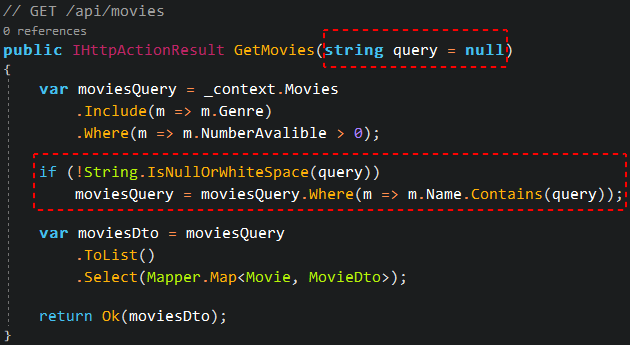 // GET /api/movies
0 references
public IHttpActionResult GetMovies(string query = null)
{
var moviesQuery = _context.Movies
.Include(m => m.Genre)
.Where(m => m.NumberAvalible > 0);
if (!String.IsNullOrWhiteSpace(query))
moviesQuery = moviesQuery.Where(m => m.Name.Contains(query));
var moviesDto = moviesQuery
.ToList()
.Select(Mapper.Map<Movie, MovieDto>);
return Ok(moviesDto);
}